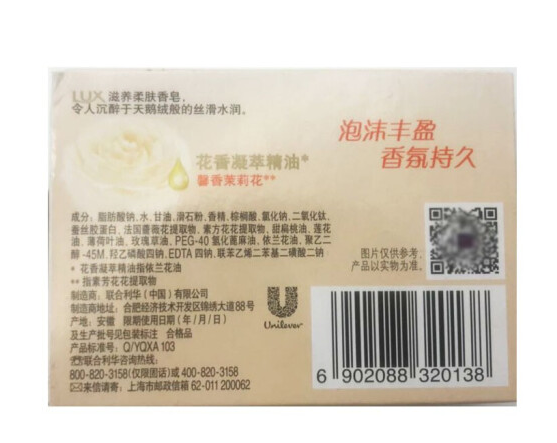 LUX 滋养柔肤香皂,
令人沉醉于天鹅绒般的丝滑水润。
泡沫丰盈
香氛持久
花香凝萃精油*
馨香茉莉花**
成分：脂肪酸钠,水,甘油,滑石粉,香精,棕榈酸,氯化钠,二氧化钛,
蚕丝胶蛋白,法国蔷薇花提取物,素方花花提取物,甜扁桃油,莲花
油,薄荷叶油,玫瑰草油,PEG-40 氢化蓖麻油,依兰花油,聚乙二
醇-45M,羟乙磷酸四钠,EDTA 四钠,联苯乙烯二苯基二磺酸二钠
* 花香凝萃精油指依兰花油
** 指素芳花花提取物
制造商：联合利华（中国）有限公司
制造商地址：合肥经济技术开发区锦绣大道88号
产地：安徽 限期使用日期（年/月/日）
及生产批号见包装标注 合格品
产品标准号：Q/YQXA 103
联合利华咨询热线：
800-820-3158(仅限固话)或 400-820-3158
来信请寄：上海市邮政信箱 62-011 200062
Unilever
图片仅供参考,
产品以实物为准。
6 902088 320138